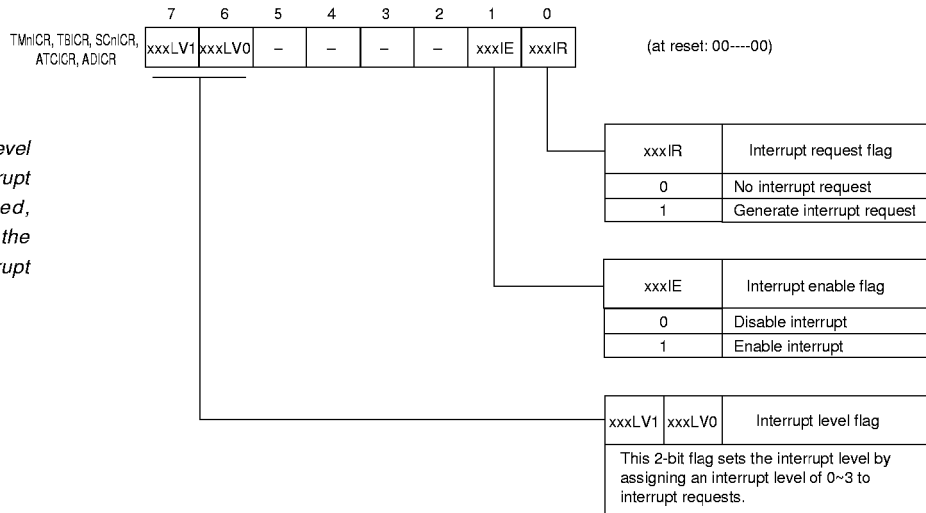 7 6 5 4 3 2 1 0
TMnICR, TBICR, SCnICR,
ATCICR, ADICR
xxxLV1 xxxLV0 – – – – xxxIE xxxIR
(at reset: 00----00)
evel
rupt
ed,
the
rupt
xxxIR Interrupt request flag
0 No interrupt request
1 Generate interrupt request
xxxIE Interrupt enable flag
0 Disable interrupt
1 Enable interrupt
xxxLV1 xxxLV0 Interrupt level flag
This 2-bit flag sets the interrupt level by
assigning an interrupt level of 0~3 to
interrupt requests.